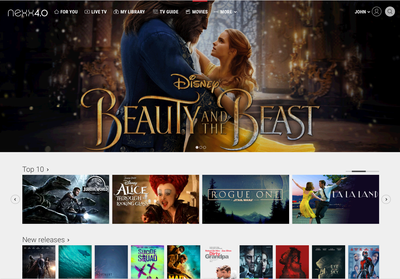 nexx4.0
FOR YOU
LIVE TV
MY LIBRARY
TV GUIDE
MOVIES
MORE
JOHN
Disney
BEAUTY AND THE BEAST
Top 10
JURASSIC WORLD
Disney
ALICE
THROUGH THE
LOOKING GLASS
ROGUE ONE
STAR WARS
LA LA LAND
New releases
SUICIDE
SQUAD
Grandpa